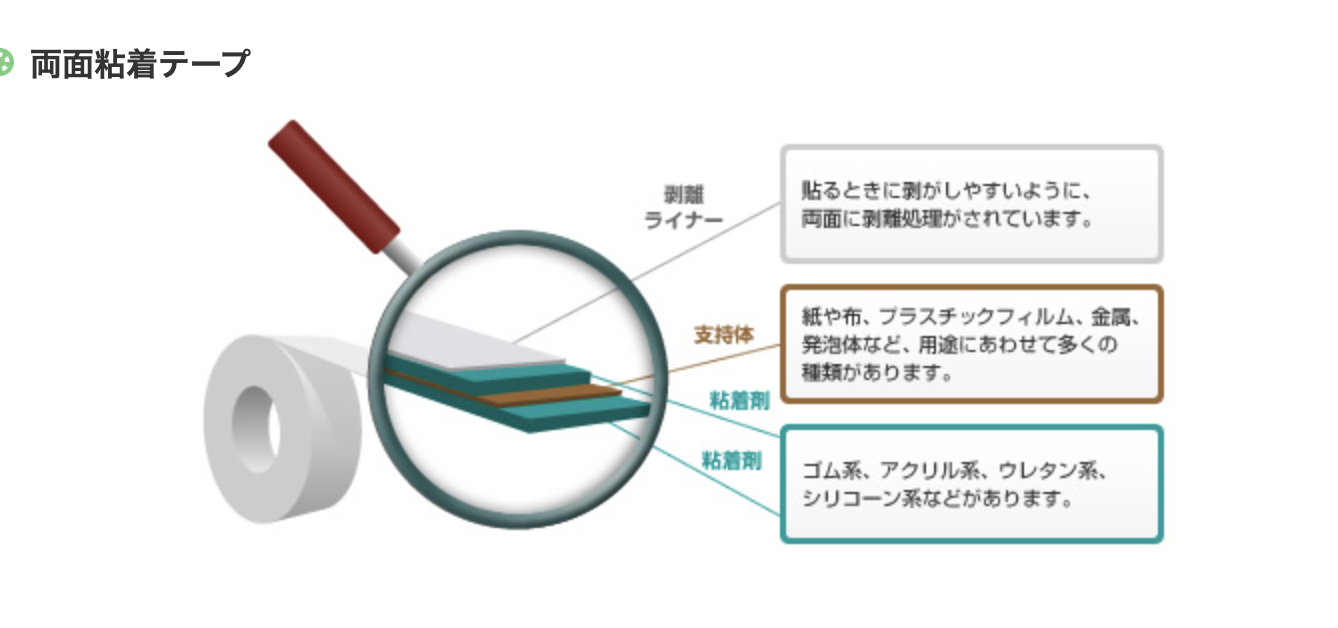 両面粘着テープ
剥離
ライナー
貼るときに剥がしやすいように、
両面に剥離処理がされています。
支持体
紙や布、プラスチックフィルム、金属、
発泡体など、用途にあわせて多くの
種類があります。
粘着剤
粘着剤
ゴム系、アクリル系、ウレタン系、
シリコーン系などがあります。